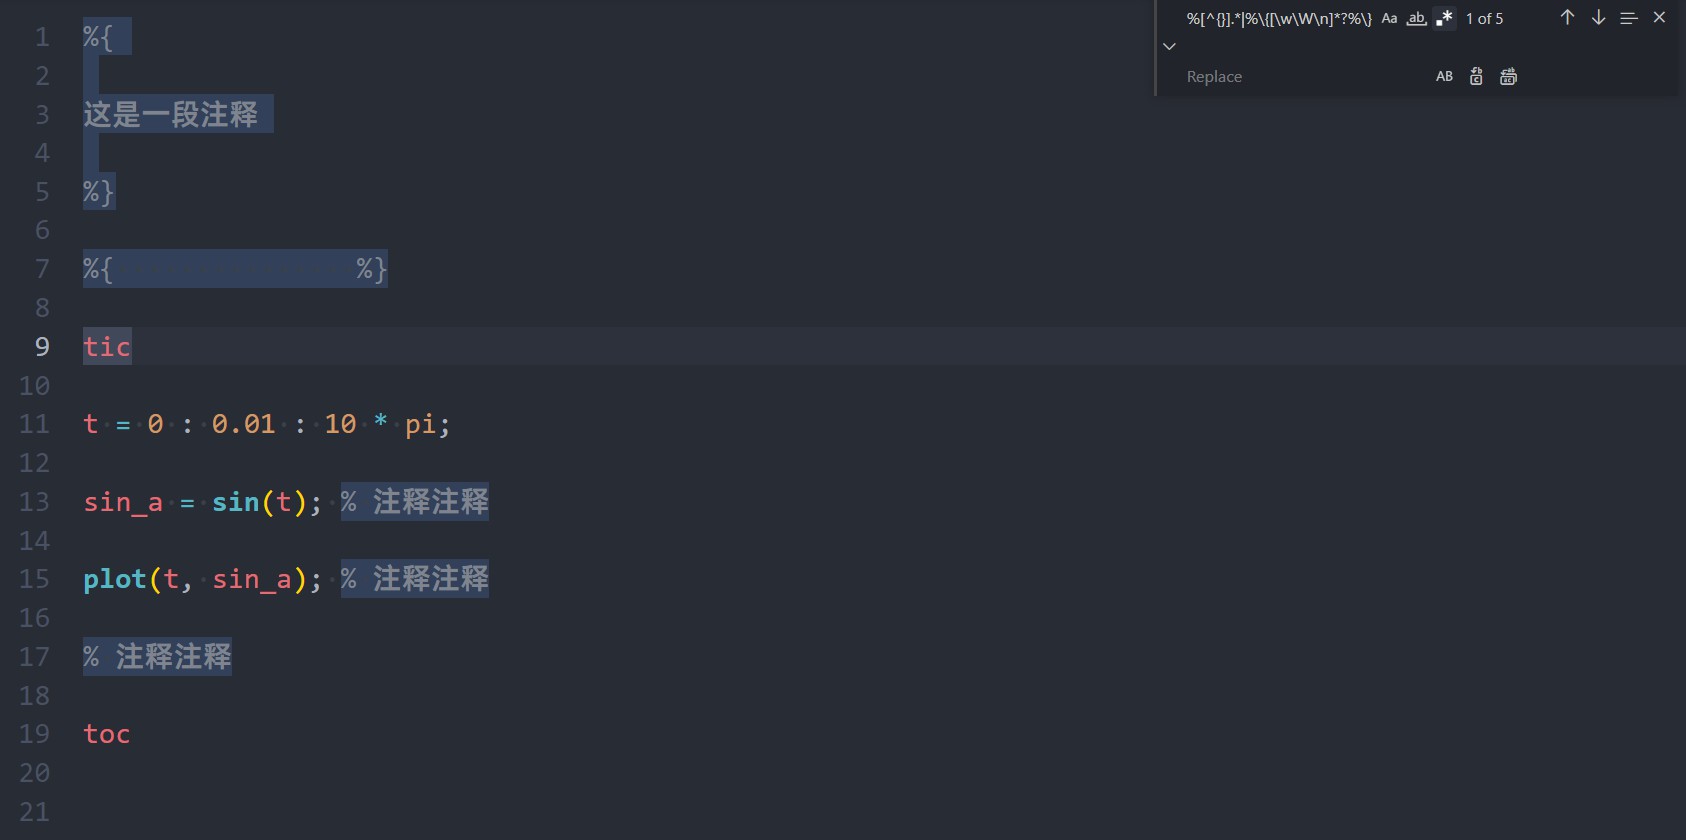 %[^{}].*|%\{[\w\W\n]*?%\} Aa ab 1 of 5
Replace AB
1 %{
2
3 这是一段注释
4
5 %}
6
7 %{ %}
8
9 tic
10
11 t = 0 : 0.01 : 10 * pi;
12
13 sin_a = sin(t); % 注释注释
14
15 plot(t, sin_a); % 注释注释
16
17 % 注释注释
18
19 toc
20
21